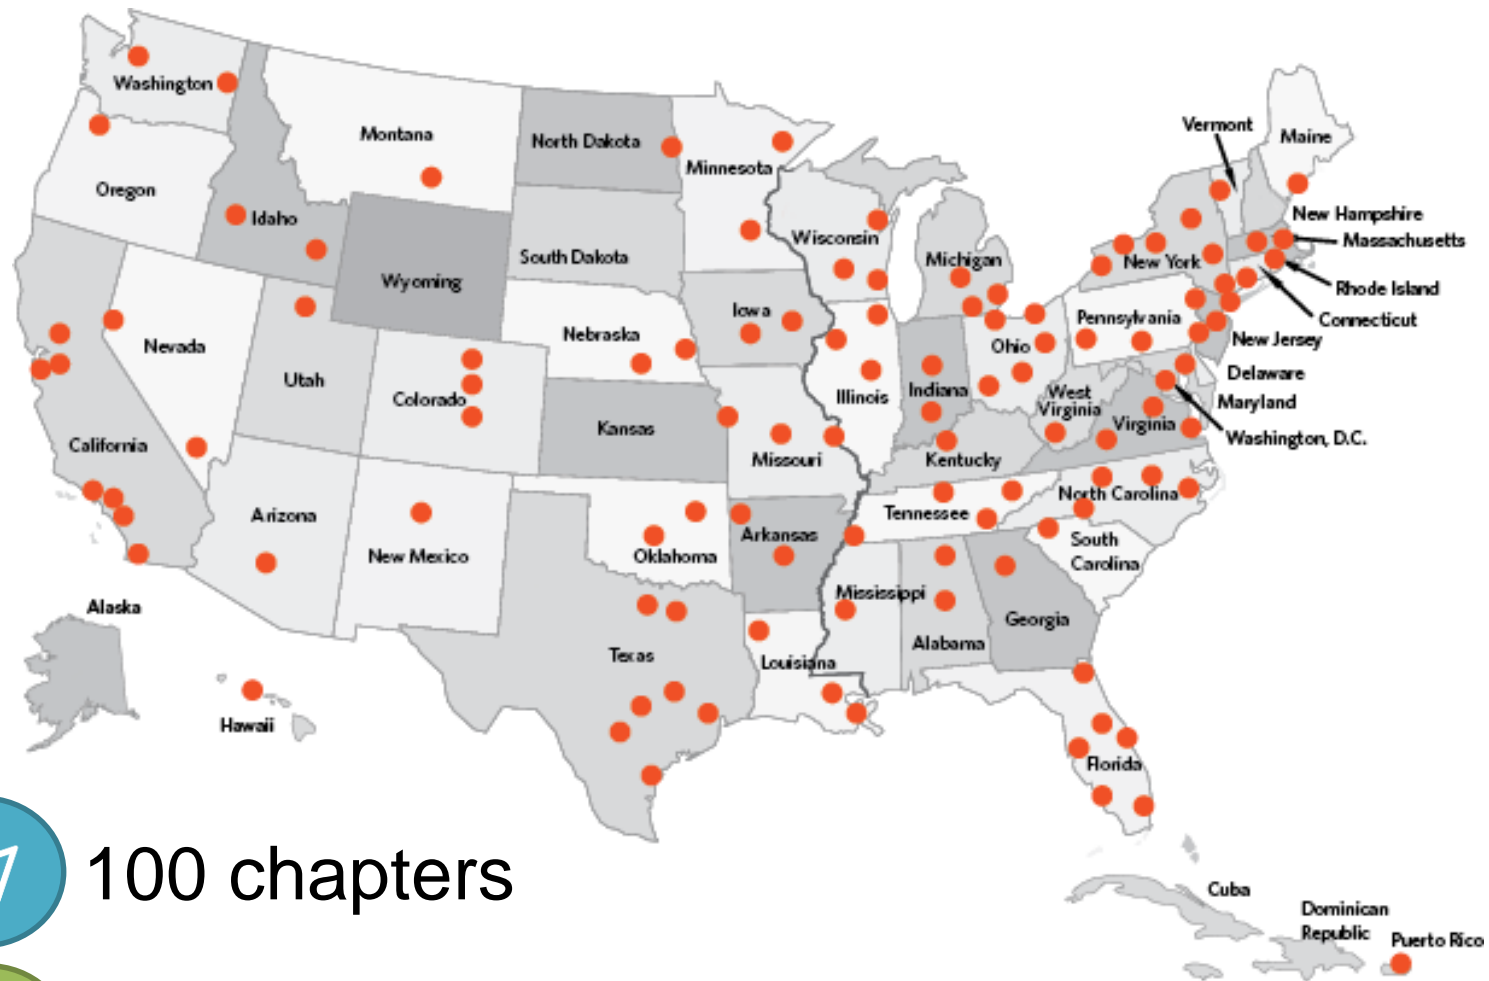 Washington
Montana
North Dakota
Minnesota
Vermont
Maine
Oregon
Idaho
Wisconsin
New Hampshire
Massachusetts
South Dakota
Michigan
New York
Wyoming
Rhode Island
Iowa
Connecticut
Nebraska
Pennsylvania
Nevada
Ohio
New Jersey
Utah
Delaware
Colorado
Illinois
Indiana
West
Virginia
Maryland
Kansas
Virginia
Washington, D.C.
California
Missouri
Kentucky
North Carolina
Arizona
Tennessee
Arkansas
New Mexico
Oklahoma
South
Carolina
Mississippi
Alaska
Georgia
Alabama
Texas
Louisiana
Hawaii
Florida
100 chapters
Cuba
Dominican
Republic
Puerto Rico